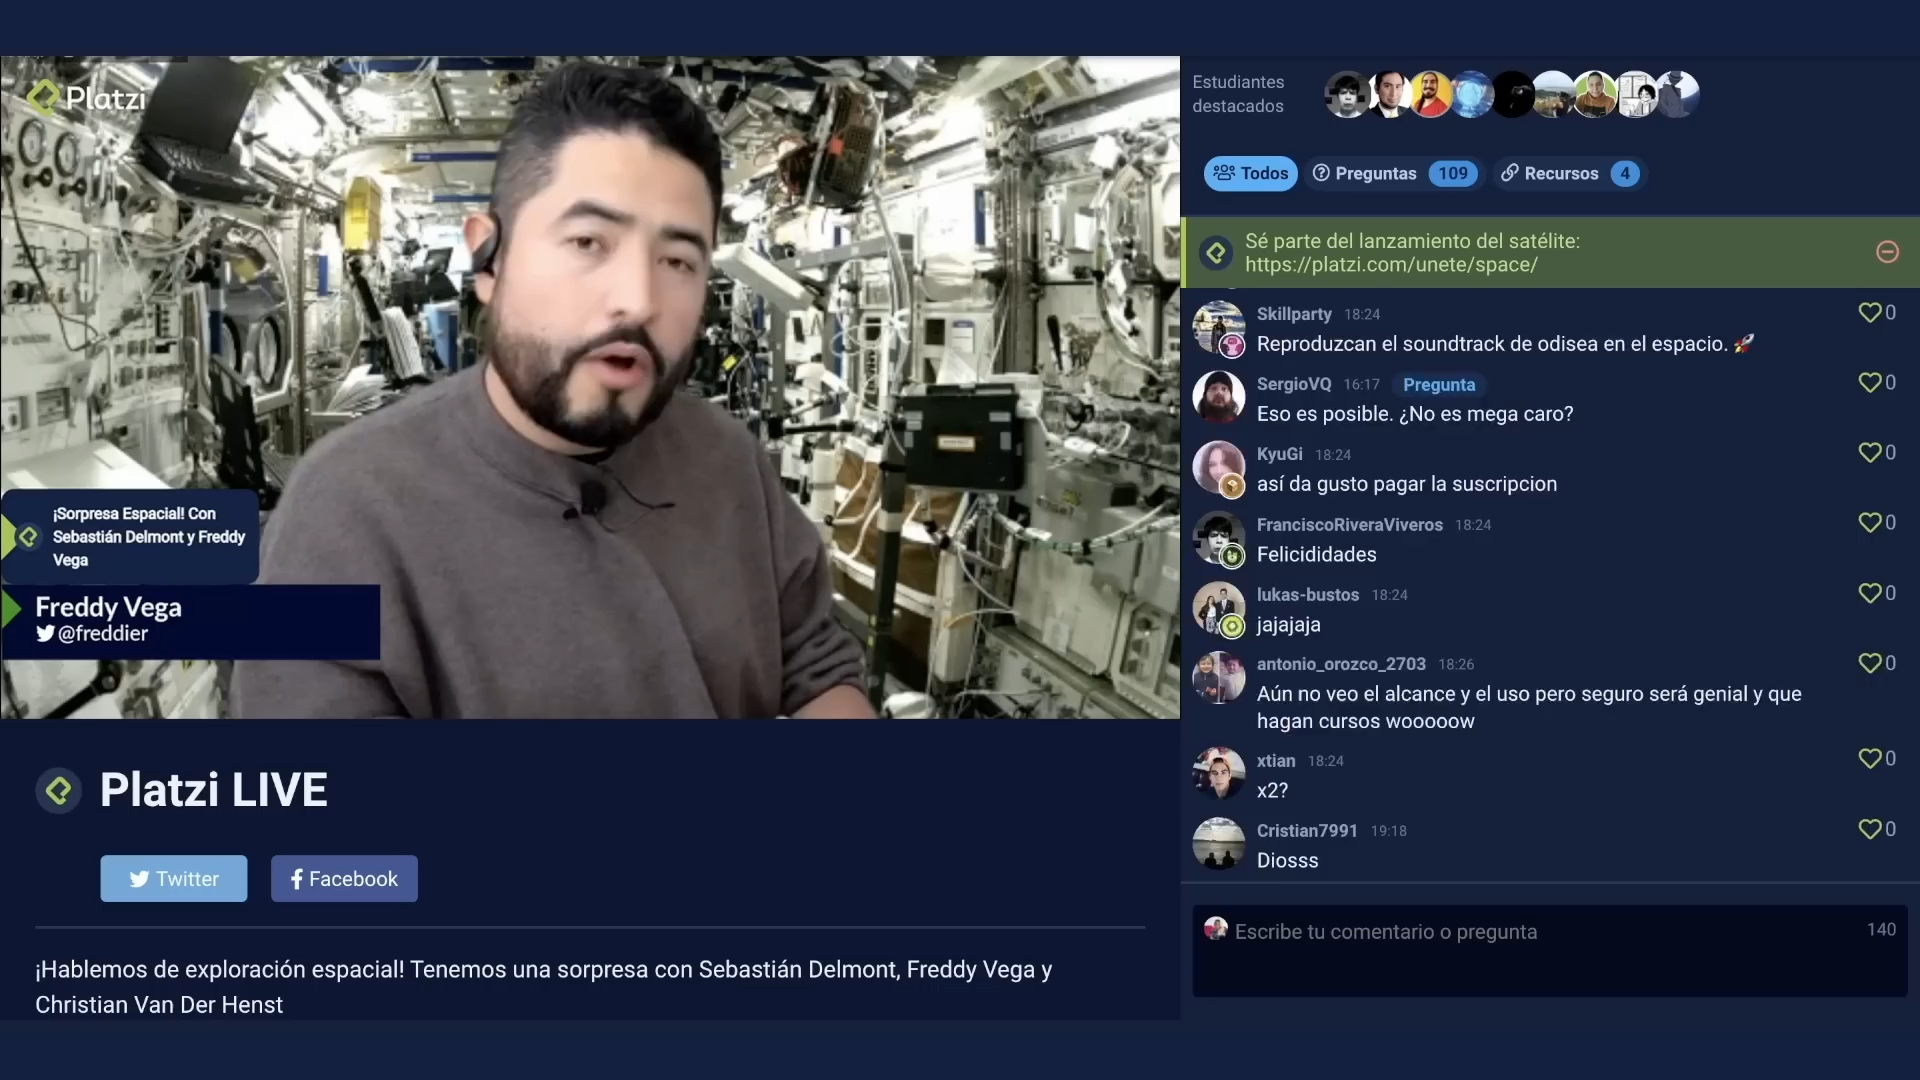 Platzi
¡Sorpresa Espacial! Con
Sebastián Delmont y Freddy
Vega
Freddy Vega
@freddier
Platzi LIVE
Twitter
Facebook
¡Hablemos de exploración espacial! Tenemos una sorpresa con Sebastián Delmont, Freddy Vega y
Christian Van Der Henst
Estudiantes
destacados
Todos
Preguntas 109
Recursos 4
Sé parte del lanzamiento del satélite:
https://platzi.com/unete/space/
Skillparty 18:24
0
Reproduzcan el soundtrack de odisea en el espacio. 🚀
SergioVQ 16:17 Pregunta
0
Eso es posible. ¿No es mega caro?
KyuGi 18:24
0
así da gusto pagar la suscripcion
FranciscoRiveraViveros 18:24
0
Felicididades
lukas-bustos 18:24
0
jajajaja
antonio_orozco_2703 18:26
0
Aún no veo el alcance y el uso pero seguro será genial y que
hagan cursos wooooow
xtian 18:24
0
x2?
Cristian7991 19:18
0
Diosss
Escribe tu comentario o pregunta
140